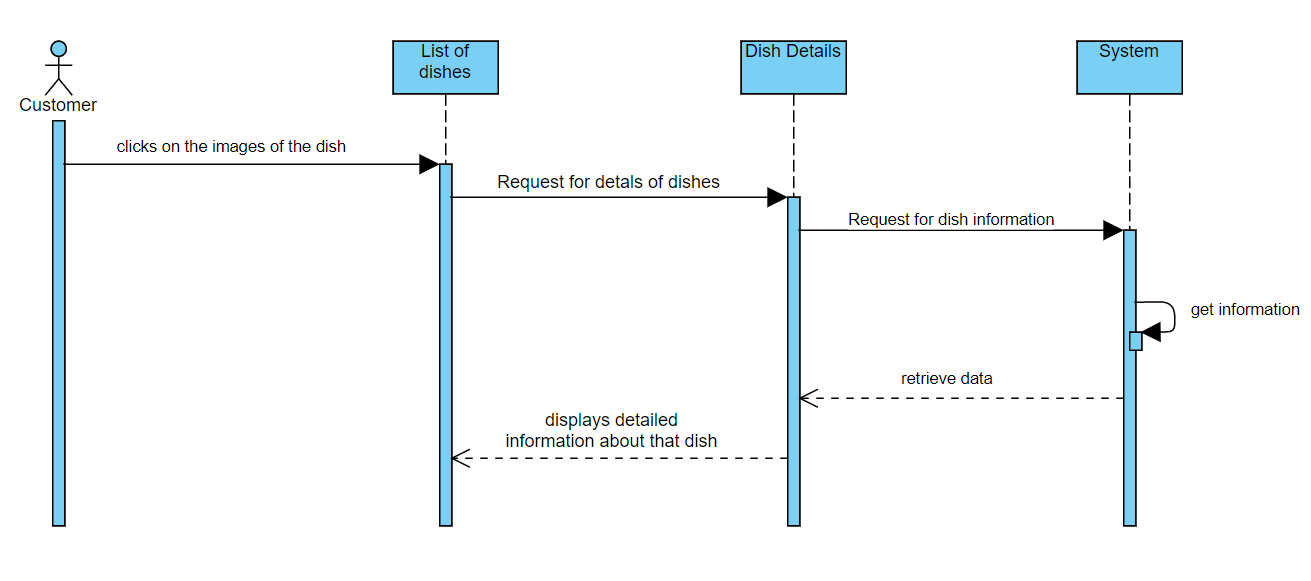 List of
dishes
Dish Details
System
Customer
clicks on the images of the dish
Request for detals of dishes
Request for dish information
get information
retrieve data
displays detailed
information about that dish